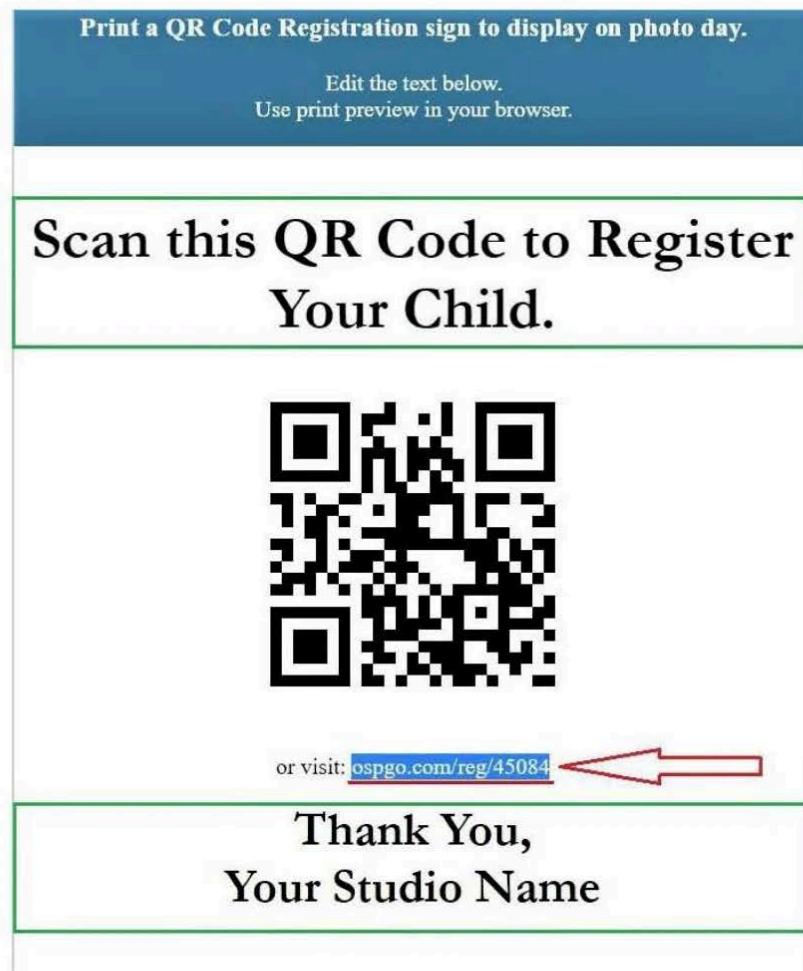 Print a QR Code Registration sign to display on photo day.
Edit the text below.
Use print preview in your browser.
Scan this QR Code to Register
Your Child.
or visit: ospgo.com/reg/45084
Thank You,
Your Studio Name